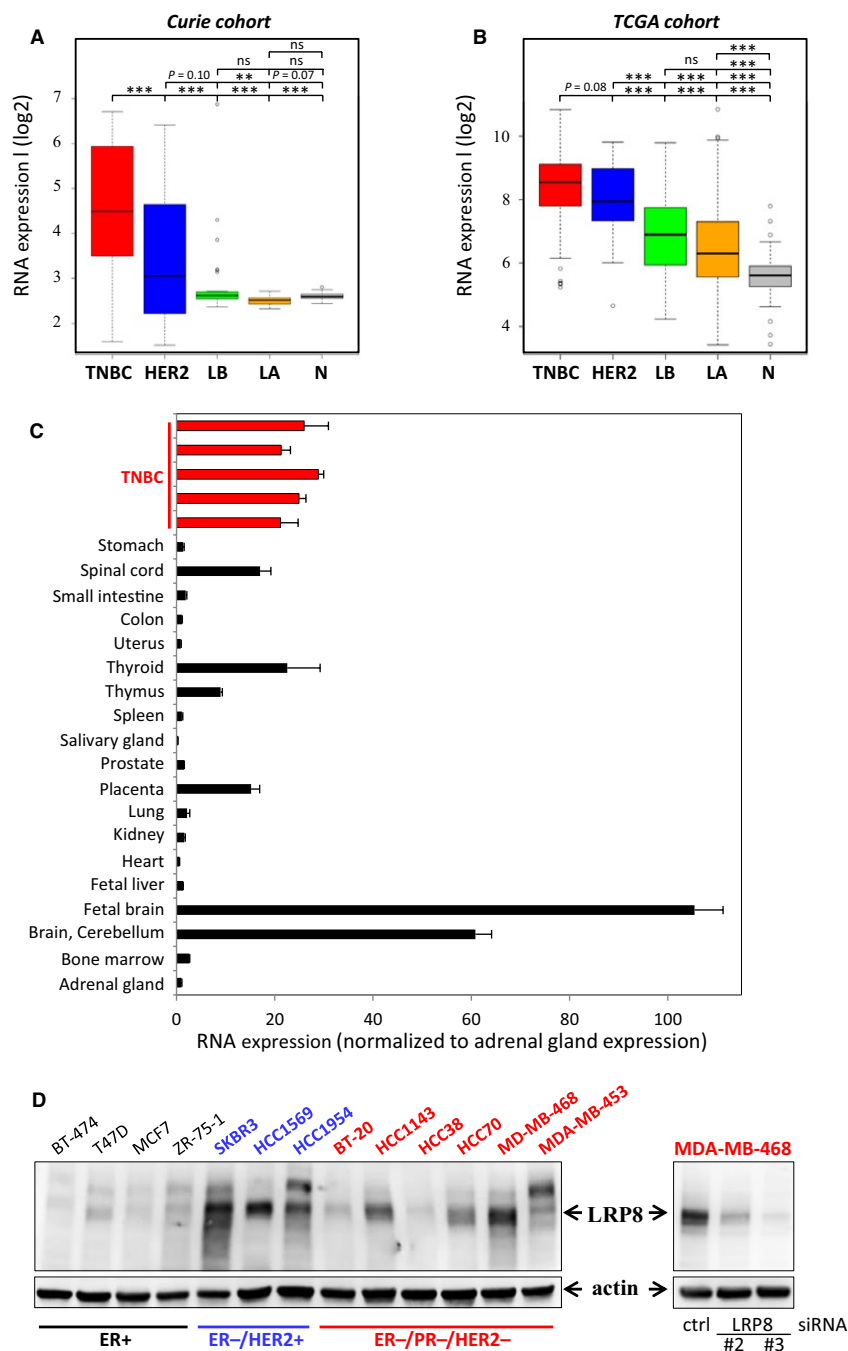 Curie cohort
A
ns
ns
ns
P = 0.10
**
P = 0.07
***
***
***
***
RNA expression l (log2)
7
6
5
4
3
2
TNBC HER2 LB LA N
TCGA cohort
B
***
ns
***
***
***
***
P = 0.08
***
***
***
RNA expression l (log2)
10
8
6
4
TNBC HER2 LB LA N
C
TNBC
Stomach
Spinal cord
Small intestine
Colon
Uterus
Thyroid
Thymus
Spleen
Salivary gland
Prostate
Placenta
Lung
Kidney
Heart
Fetal liver
Fetal brain
Brain, Cerebellum
Bone marrow
Adrenal gland
0 20 40 60 80 100
RNA expression (normalized to adrenal gland expression)
D
BT-474
T47D
MCF7
ZR-75-1
SKBR3
HCC1569
HCC1954
BT-20
HCC1143
HCC38
HCC70
MD-MB-468
MDA-MB-453
MDA-MB-468
LRP8
actin
ER+
ER–/HER2+
ER–/PR–/HER2–
ctrl LRP8 siRNA
#2 #3